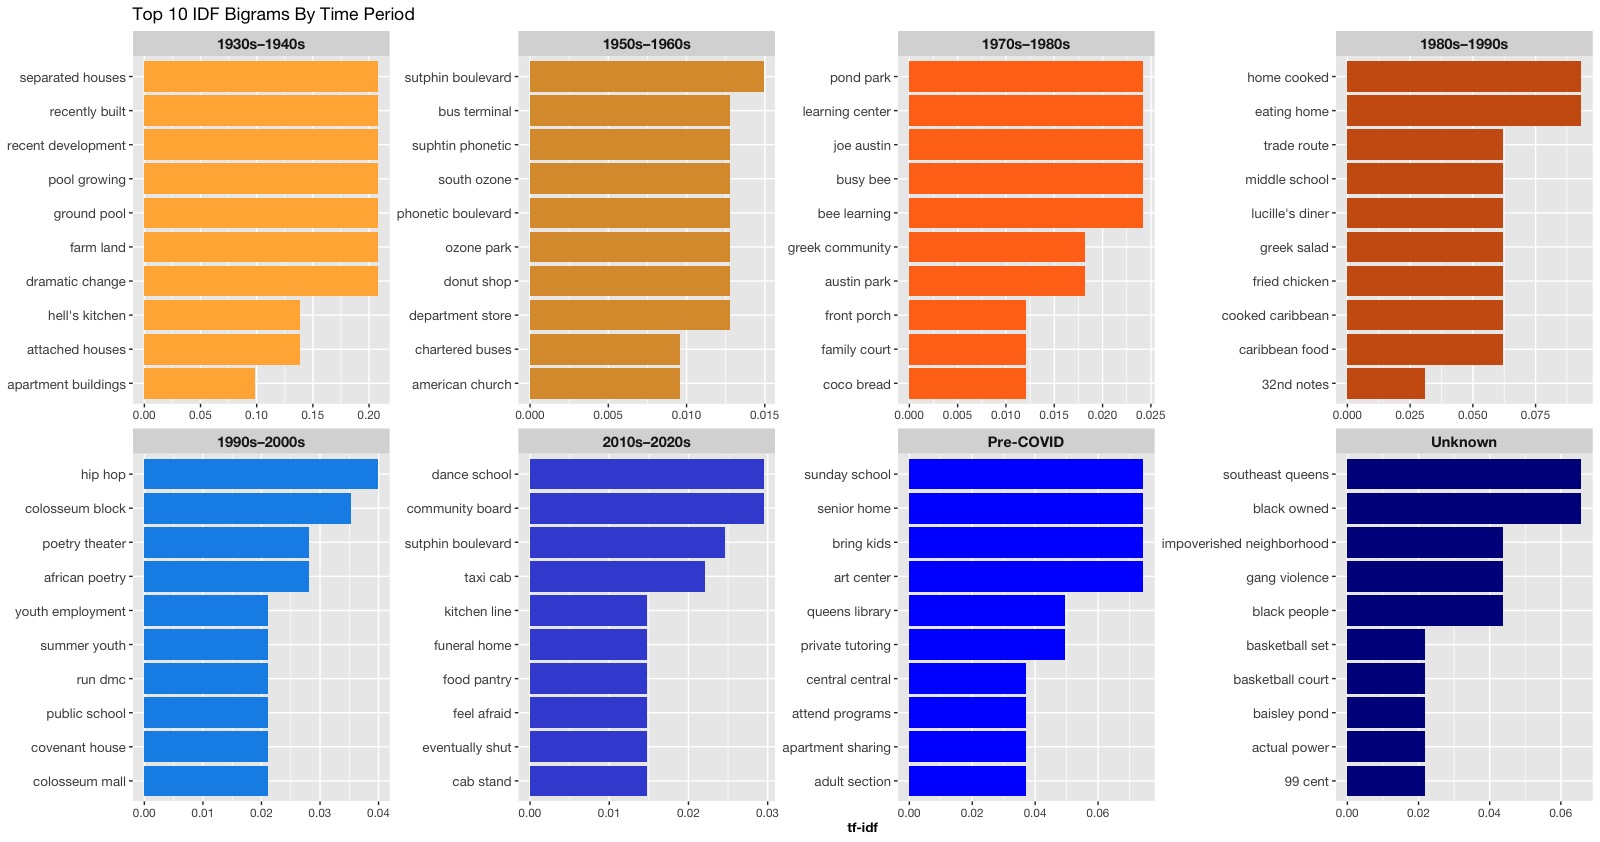 Top 10 IDF Bigrams By Time Period
1930s–1940s
separated houses
recently built
recent development
pool growing
ground pool
farm land
dramatic change
hell's kitchen
attached houses
apartment buildings
0.00 0.05 0.10 0.15 0.20
1950s–1960s
sutphin boulevard
bus terminal
suphtin phonetic
south ozone
phonetic boulevard
ozone park
donut shop
department store
chartered buses
american church
0.000 0.005 0.010 0.015
1970s–1980s
pond park
learning center
joe austin
busy bee
bee learning
greek community
austin park
front porch
family court
coco bread
0.000 0.005 0.010 0.015 0.020 0.025
1980s–1990s
home cooked
eating home
trade route
middle school
lucille's diner
greek salad
fried chicken
cooked caribbean
caribbean food
32nd notes
0.000 0.025 0.050 0.075
1990s–2000s
hip hop
colosseum block
poetry theater
african poetry
youth employment
summer youth
run dmc
public school
covenant house
colosseum mall
0.00 0.01 0.02 0.03 0.04
2010s–2020s
dance school
community board
sutphin boulevard
taxi cab
kitchen line
funeral home
food pantry
feel afraid
eventually shut
cab stand
0.00 0.01 0.02 0.03
Pre-COVID
sunday school
senior home
bring kids
art center
queens library
private tutoring
central central
attend programs
apartment sharing
adult section
0.00 0.02 0.04 0.06
Unknown
southeast queens
black owned
impoverished neighborhood
gang violence
black people
basketball set
basketball court
baisley pond
actual power
99 cent
0.00 0.02 0.04 0.06
tf-idf